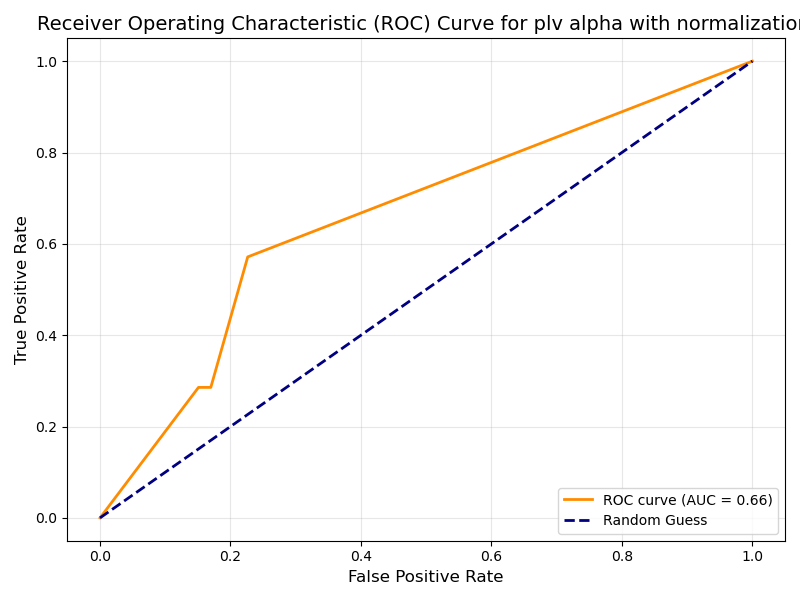 Receiver Operating Characteristic (ROC) Curve for plv alpha with normalization
1.0
0.8
0.6
0.4
0.2
0.0
True Positive Rate
0.0 0.2 0.4 0.6 0.8 1.0
False Positive Rate
ROC curve (AUC = 0.66)
Random Guess